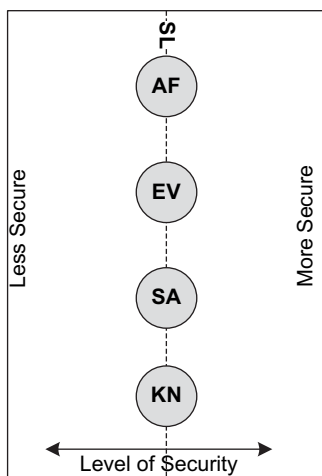 SL
AF
EV
Less Secure
More Secure
SA
KN
Level of Security